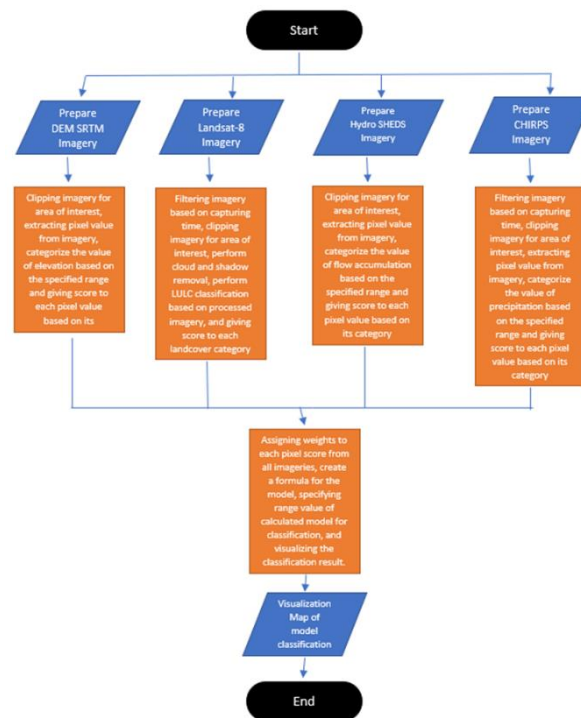 Start
Prepare
DEM SRTM
Imagery
Prepare
Landsat-8
Imagery
Prepare
Hydro SHEDS
Imagery
Prepare
CHIRPS
Imagery
Clipping imagery for
area of interest,
extracting pixel value
from imagery,
categorize the value
of elevation based on
the specified range
and giving score to
each pixel value
based on its
Filtering imagery
based on capturing
time, clipping
imagery for area of
interest, perform
cloud and shadow
removal, perform
LULC classification
based on processed
imagery, and giving
score to each
landcover category
Clipping imagery for
area of interest,
extracting pixel value
from imagery,
categorize the value
of flow accumulation
based on the
specified range and
giving score to each
pixel value based on
its category
Filtering imagery
based on capturing
time, clipping imagery
for area of interest,
extracting pixel value
from imagery,
categorize the value of
precipitation based on
the specified range
and giving score to
each pixel value based
on its category
Assigning weights to
each pixel score from
all imageries, create
a formula for the
model, specifying
range value of
calculated model for
classification, and
visualizing the
classification result.
Visualization
Map of
model
classification
End